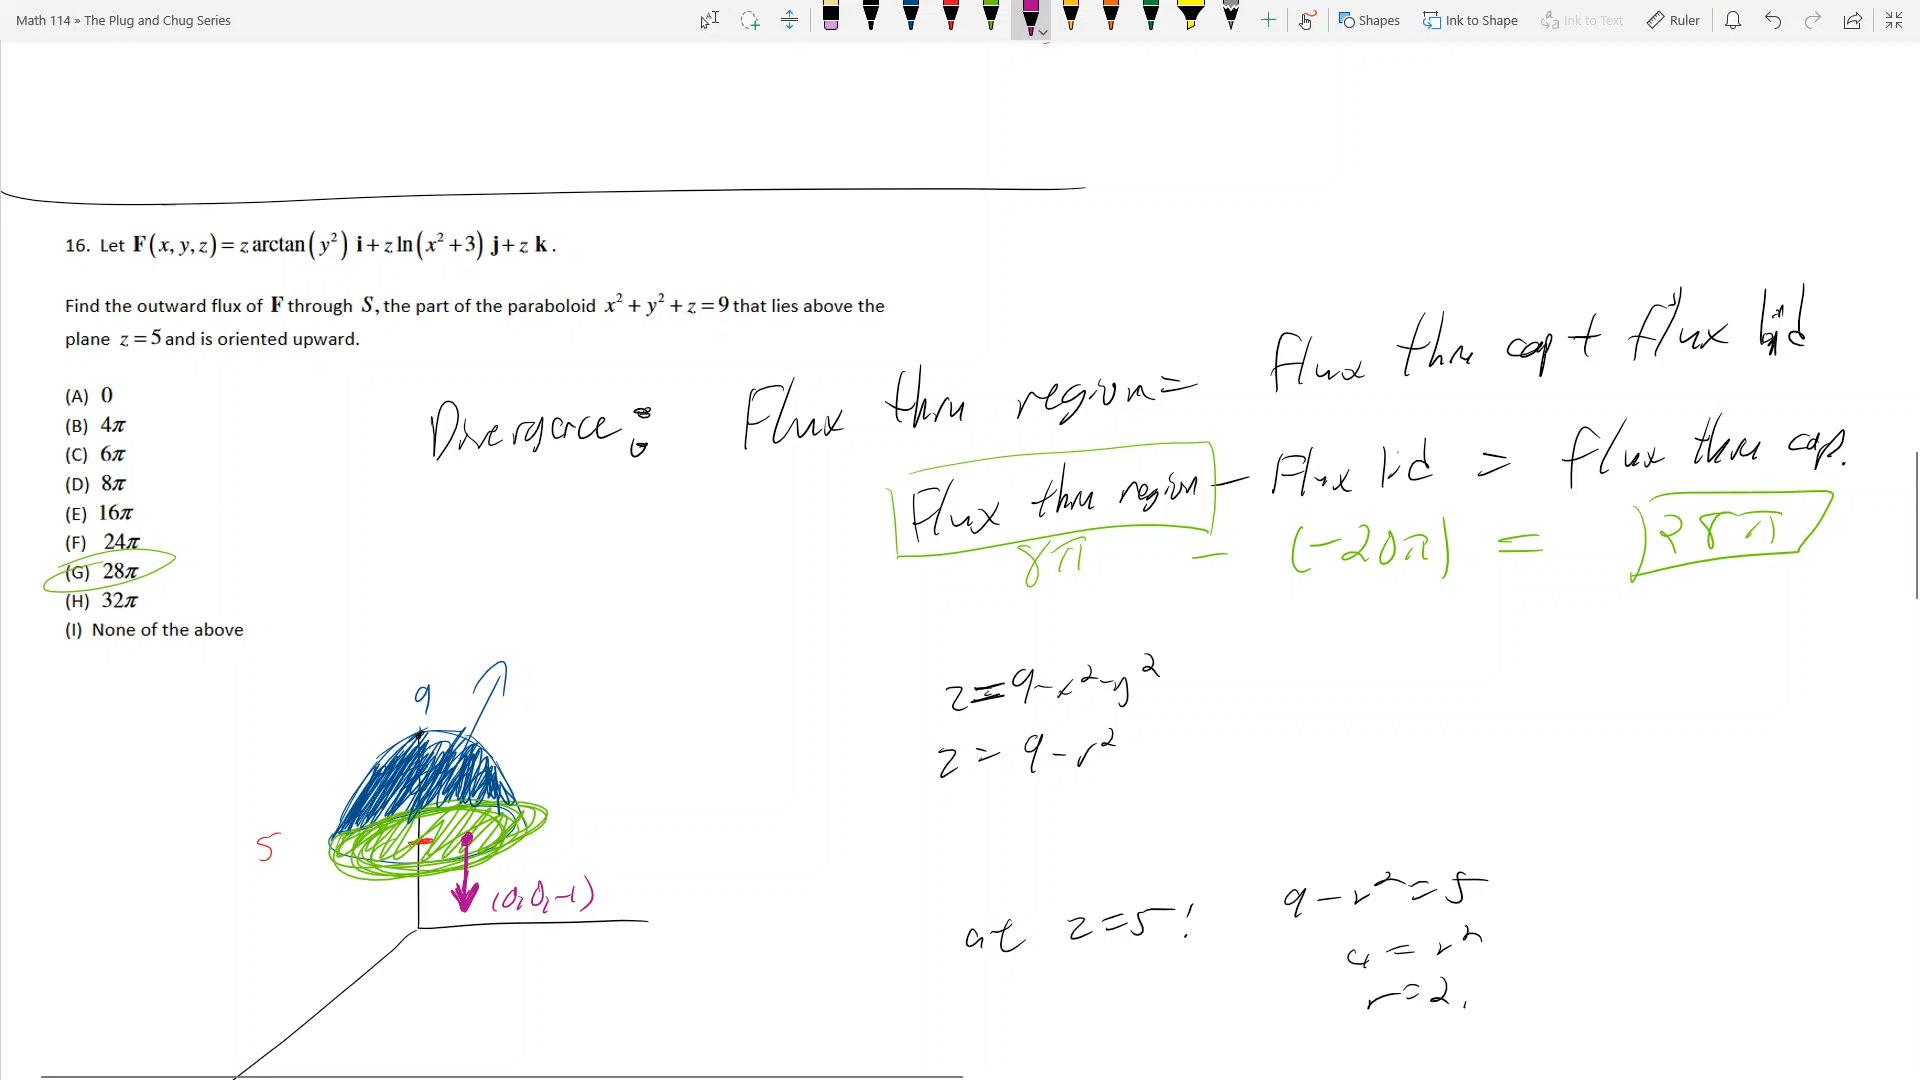 Math 114 » The Plug and Chug Series
Shapes
Ink to Shape
Ink to Text
Ruler
16. Let F(x, y, z) = z arctan(y²) i + z ln(x² + 3) j + z k.
Find the outward flux of F through S, the part of the paraboloid x² + y² + z = 9 that lies above the
plane z = 5 and is oriented upward.
(A) 0
(B) 4π
(C) 6π
(D) 8π
(E) 16π
(F) 24π
(G) 28π
(H) 32π
(I) None of the above
Divergence:
Flux thru region = flux thru cap + flux lid
Flux thru region - Flux lid = flux thru cap.
8π - (-20π) = 28π
z = 9 - x² - y²
z = 9 - r²
9
5
(0, 0, -1)
at z = 5!
9 - r² = 5
4 = r²
r = 2.